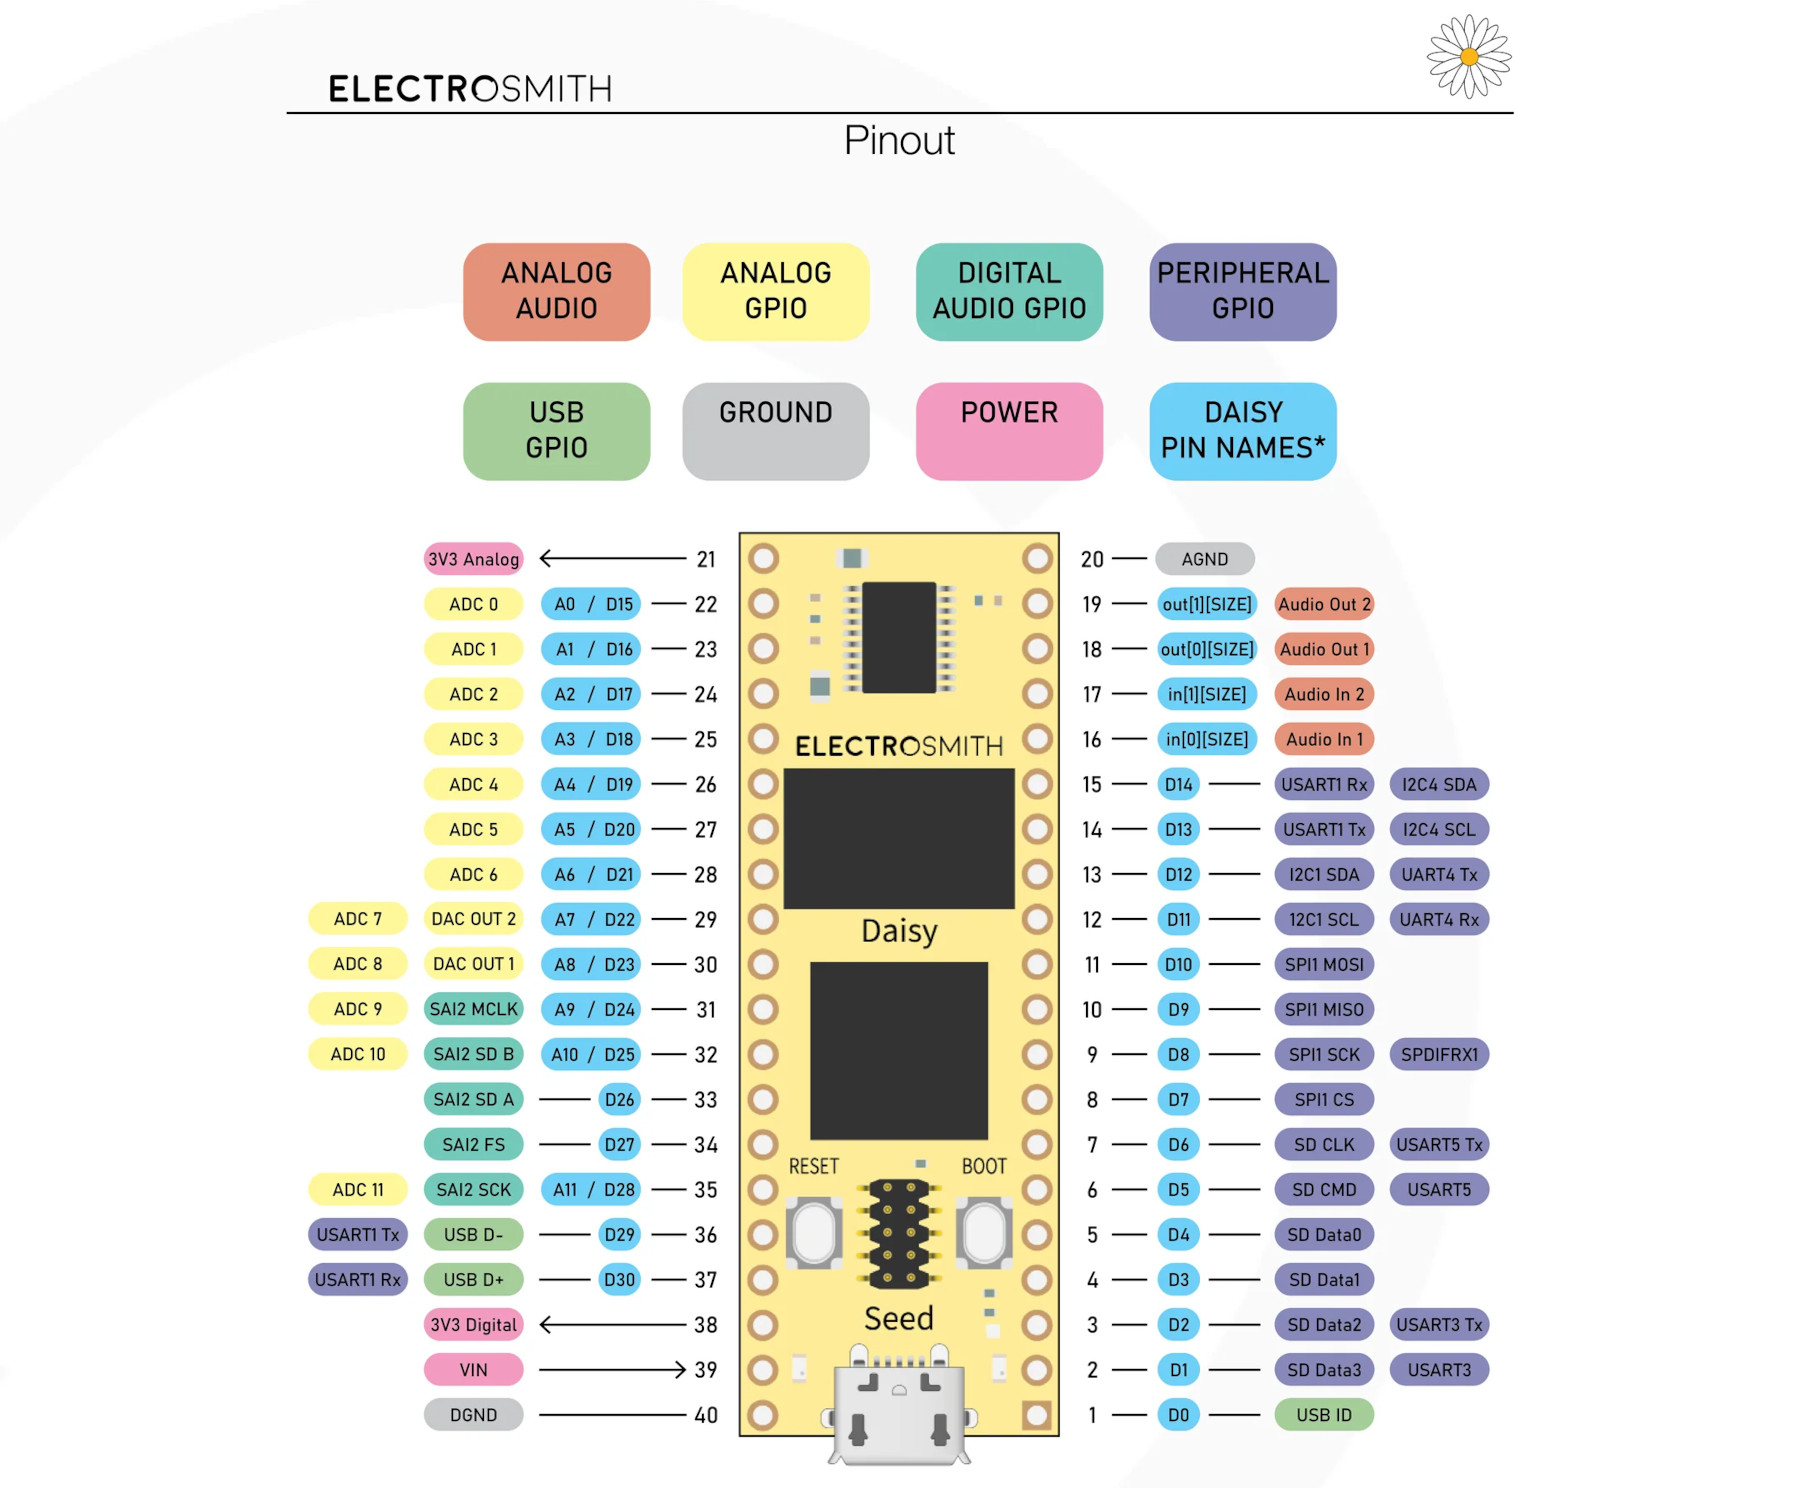 ELECTROSMITH
Pinout
ANALOG AUDIO
ANALOG GPIO
DIGITAL AUDIO GPIO
PERIPHERAL GPIO
USB GPIO
GROUND
POWER
DAISY PIN NAMES*
3V3 Analog 21
ADC 0 A0 / D15 22
ADC 1 A1 / D16 23
ADC 2 A2 / D17 24
ADC 3 A3 / D18 25
ADC 4 A4 / D19 26
ADC 5 A5 / D20 27
ADC 6 A6 / D21 28
ADC 7 DAC OUT 2 A7 / D22 29
ADC 8 DAC OUT 1 A8 / D23 30
ADC 9 SAI2 MCLK A9 / D24 31
ADC 10 SAI2 SD B A10 / D25 32
SAI2 SD A D26 33
SAI2 FS D27 34
ADC 11 SAI2 SCK A11 / D28 35
USART1 Tx USB D- D29 36
USART1 Rx USB D+ D30 37
3V3 Digital 38
VIN 39
DGND 40
ELECTROSMITH
Daisy
RESET BOOT
Seed
20 AGND
19 out[1][SIZE] Audio Out 2
18 out[0][SIZE] Audio Out 1
17 in[1][SIZE] Audio In 2
16 in[0][SIZE] Audio In 1
15 D14 USART1 Rx I2C4 SDA
14 D13 USART1 Tx I2C4 SCL
13 D12 I2C1 SDA UART4 Tx
12 D11 12C1 SCL UART4 Rx
11 D10 SPI1 MOSI
10 D9 SPI1 MISO
9 D8 SPI1 SCK SPDIFRX1
8 D7 SPI1 CS
7 D6 SD CLK USART5 Tx
6 D5 SD CMD USART5
5 D4 SD Data0
4 D3 SD Data1
3 D2 SD Data2 USART3 Tx
2 D1 SD Data3 USART3
1 D0 USB ID